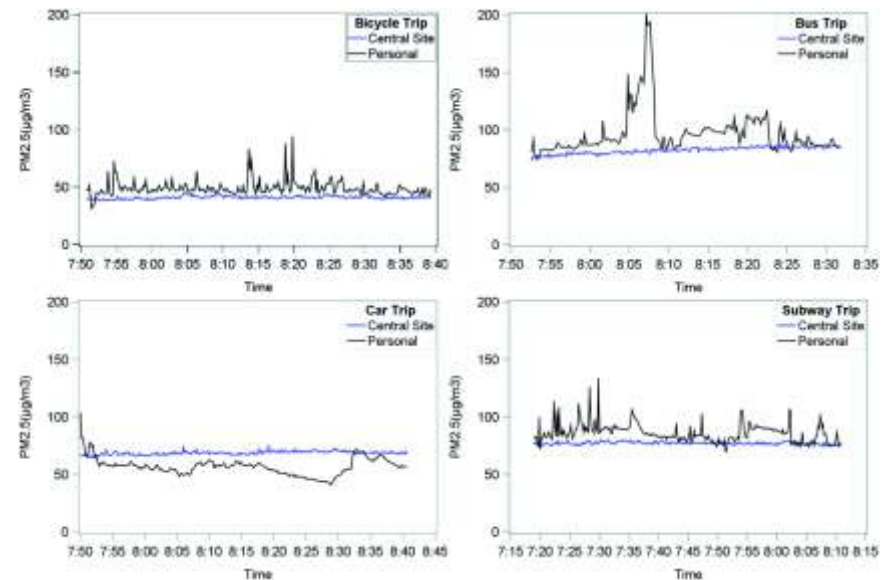 Bicycle Trip
Central Site
Personal
PM2.5(µg/m3)
200
150
100
50
0
7:50 7:55 8:00 8:05 8:10 8:15 8:20 8:25 8:30 8:35 8:40
Time
Bus Trip
Central Site
Personal
PM2.5(µg/m3)
200
150
100
50
0
7:50 7:55 8:00 8:05 8:10 8:15 8:20 8:25 8:30 8:35
Time
Car Trip
Central Site
Personal
PM2.5(µg/m3)
200
150
100
50
0
7:50 7:55 8:00 8:05 8:10 8:15 8:20 8:25 8:30 8:35 8:40 8:45
Time
Subway Trip
Central Site
Personal
PM2.5(µg/m3)
200
150
100
50
0
7:15 7:20 7:25 7:30 7:35 7:40 7:45 7:50 7:55 8:00 8:05 8:10 8:15
Time